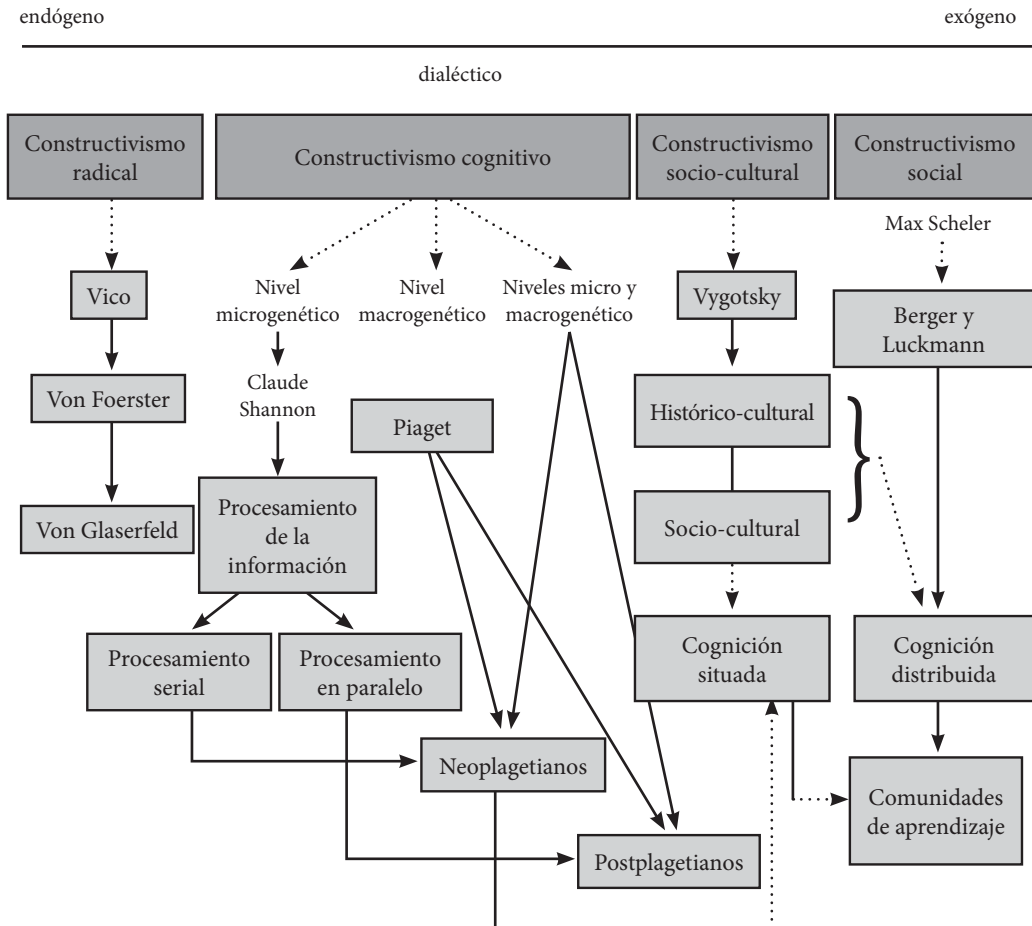 endógeno
exógeno
dialéctico
Constructivismo
radical
Constructivismo cognitivo
Constructivismo
socio-cultural
Constructivismo
social
Max Scheler
Vico
Nivel
microgenético
Nivel
macrogenético
Niveles micro y
macrogenético
Vygotsky
Berger y
Luckmann
Von Foerster
Claude
Shannon
Piaget
Histórico-cultural
}
Von Glaserfeld
Procesamiento
de la
información
Socio-cultural
Procesamiento
serial
Procesamiento
en paralelo
Cognición
situada
Cognición
distribuida
Neoplagetianos
Comunidades
de aprendizaje
Postplagetianos